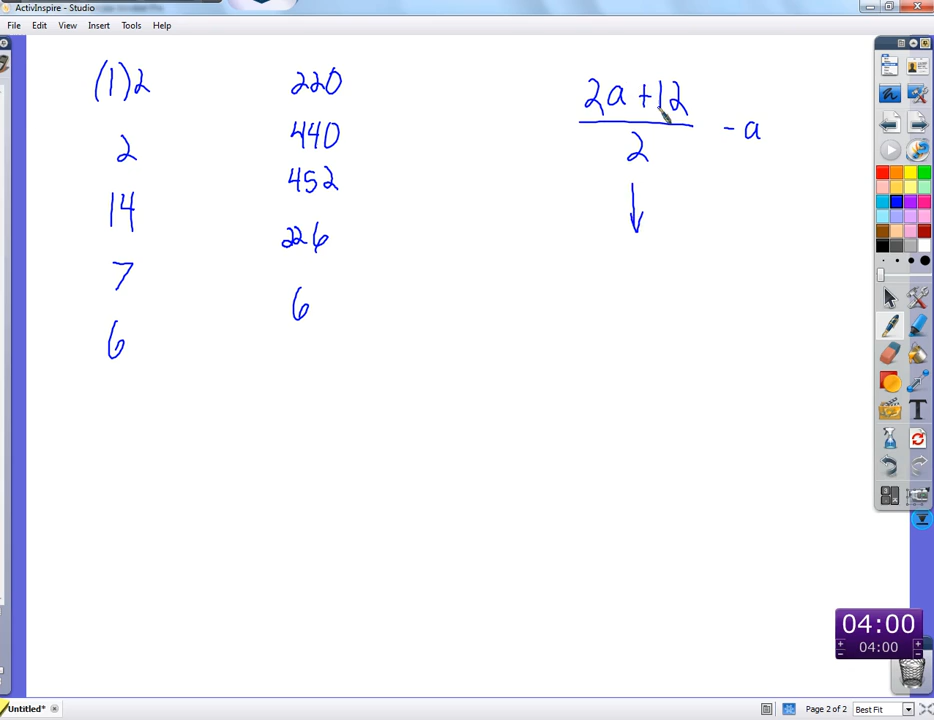 ActivInspire - Studio
File Edit View Insert Tools Help
(1)2
2
14
7
6
220
440
452
226
6
2a + 12
2
- a
04:00
04:00
Untitled*
Page 2 of 2
Best Fit